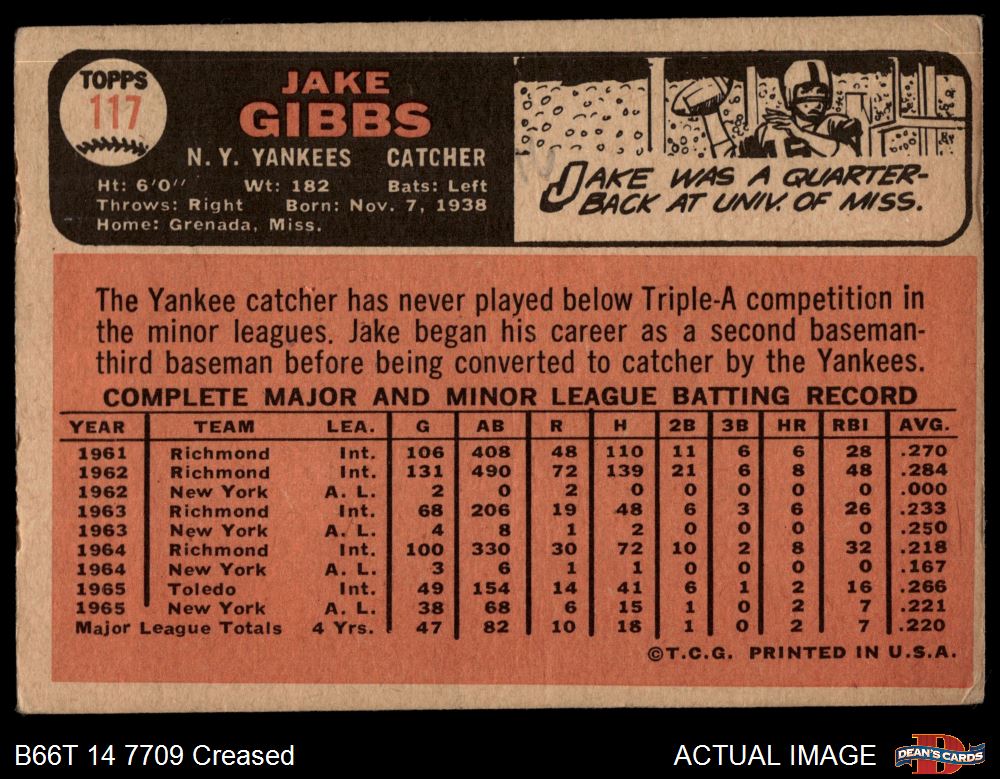 TOPPS
117
JAKE
GIBBS
N. Y. YANKEES CATCHER
Ht: 6'0'' Wt: 182 Bats: Left
Throws: Right Born: Nov. 7, 1938
Home: Grenada, Miss.
JAKE WAS A QUARTER-
BACK AT UNIV. OF MISS.
The Yankee catcher has never played below Triple-A competition in
the minor leagues. Jake began his career as a second baseman-
third baseman before being converted to catcher by the Yankees.
COMPLETE MAJOR AND MINOR LEAGUE BATTING RECORD
YEAR TEAM LEA. G AB R H 2B 3B HR RBI AVG.
1961 Richmond Int. 106 408 48 110 11 6 6 28 .270
1962 Richmond Int. 131 490 72 139 21 6 8 48 .284
1962 New York A. L. 2 0 2 0 0 0 0 0 .000
1963 Richmond Int. 68 206 19 48 6 3 6 26 .233
1963 New York A. L. 4 8 1 2 0 0 0 0 .250
1964 Richmond Int. 100 330 30 72 10 2 8 32 .218
1964 New York A. L. 3 6 1 1 0 0 0 0 .167
1965 Toledo Int. 49 154 14 41 6 1 2 16 .266
1965 New York A. L. 38 68 6 15 1 0 2 7 .221
Major League Totals 4 Yrs. 47 82 10 18 1 0 2 7 .220
©T.C.G. PRINTED IN U.S.A.
B66T 14 7709 Creased ACTUAL IMAGE
DEAN'S CARDS